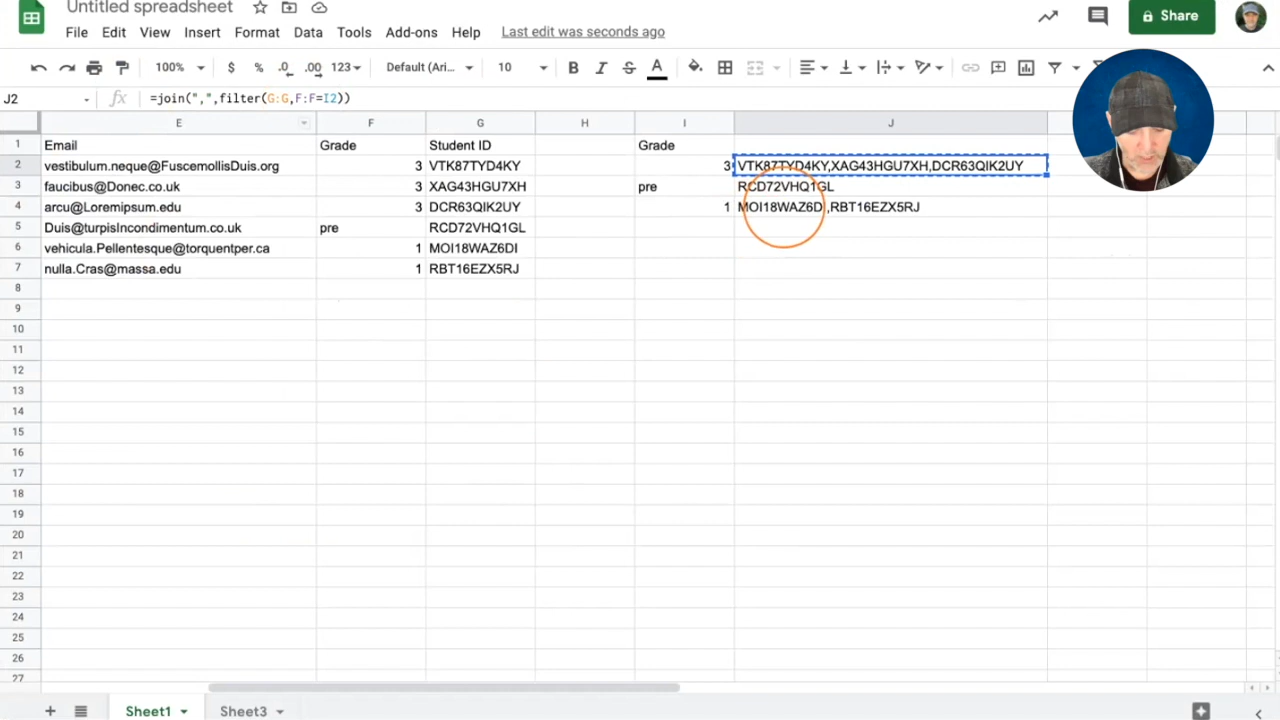 Untitled spreadsheet
File Edit View Insert Format Data Tools Add-ons Help Last edit was seconds ago
Share
100% $ % .0 .00 123 Default (Ari... 10 B I S A
J2 fx =join(",",filter(G:G,F:F=I2))
E F G H I J
1 Email Grade Student ID Grade
2 vestibulum.neque@FuscemollisDuis.org 3 VTK87TYD4KY 3 VTK87TYD4KY,XAG43HGU7XH,DCR63QIK2UY
3 faucibus@Donec.co.uk 3 XAG43HGU7XH pre RCD72VHQ1GL
4 arcu@Loremipsum.edu 3 DCR63QIK2UY 1 MOI18WAZ6DI,RBT16EZX5RJ
5 Duis@turpisIncondimentum.co.uk pre RCD72VHQ1GL
6 vehicula.Pellentesque@torquentper.ca 1 MOI18WAZ6DI
7 nulla.Cras@massa.edu 1 RBT16EZX5RJ
8
9
10
11
12
13
14
15
16
17
18
19
20
21
22
23
24
25
26
27
Sheet1 Sheet3